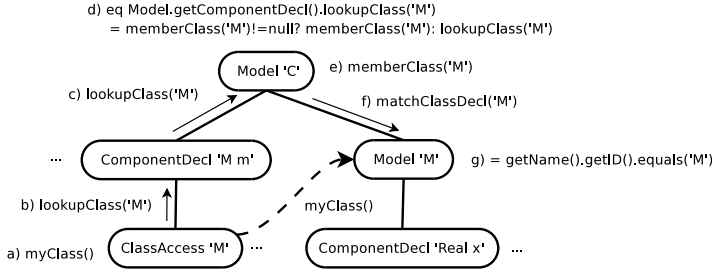 d) eq Model.getComponentDecl().lookupClass('M')
= memberClass('M')!=null? memberClass('M'): lookupClass('M')
Model 'C'
e) memberClass('M')
c) lookupClass('M')
f) matchClassDecl('M')
...
ComponentDecl 'M m'
Model 'M'
g) = getName().getID().equals('M')
b) lookupClass('M')
myClass()
a) myClass()
ClassAccess 'M'
...
ComponentDecl 'Real x'
...